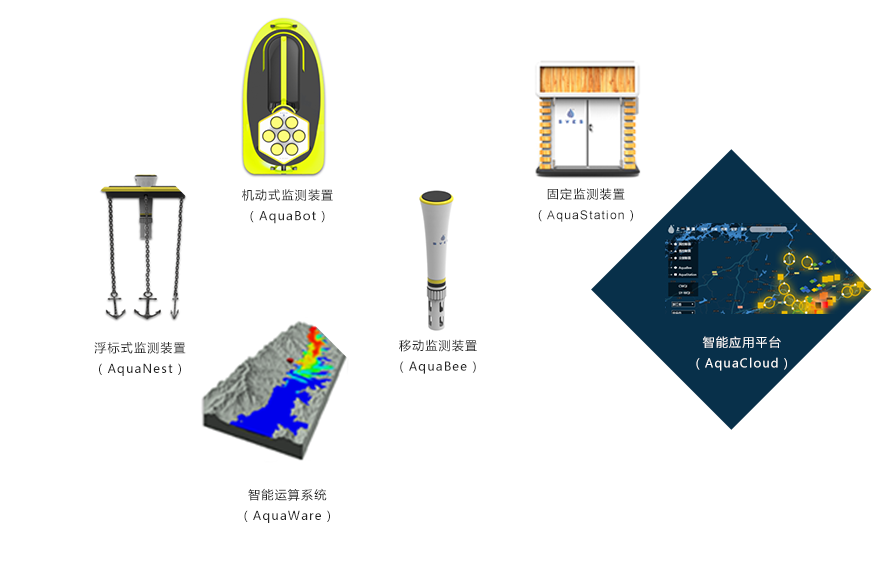 机动式监测装置
（AquaBot）
固定监测装置
（AquaStation）
浮标式监测装置
（AquaNest）
移动监测装置
（AquaBee）
智能应用平台
（AquaCloud）
智能运算系统
（AquaWare）